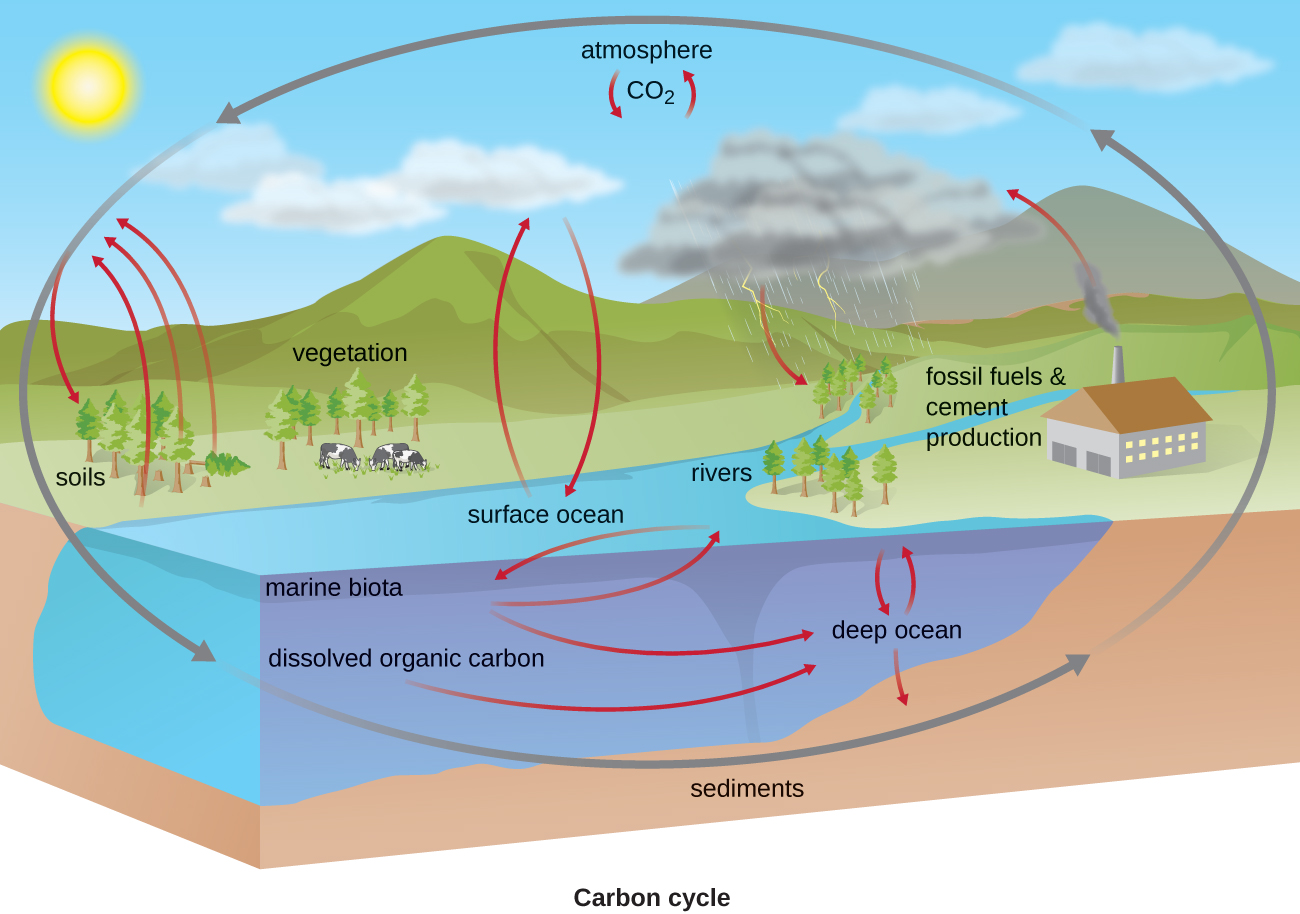 atmosphere
CO₂
vegetation
fossil fuels &
cement
production
soils
rivers
surface ocean
marine biota
deep ocean
dissolved organic carbon
sediments
Carbon cycle